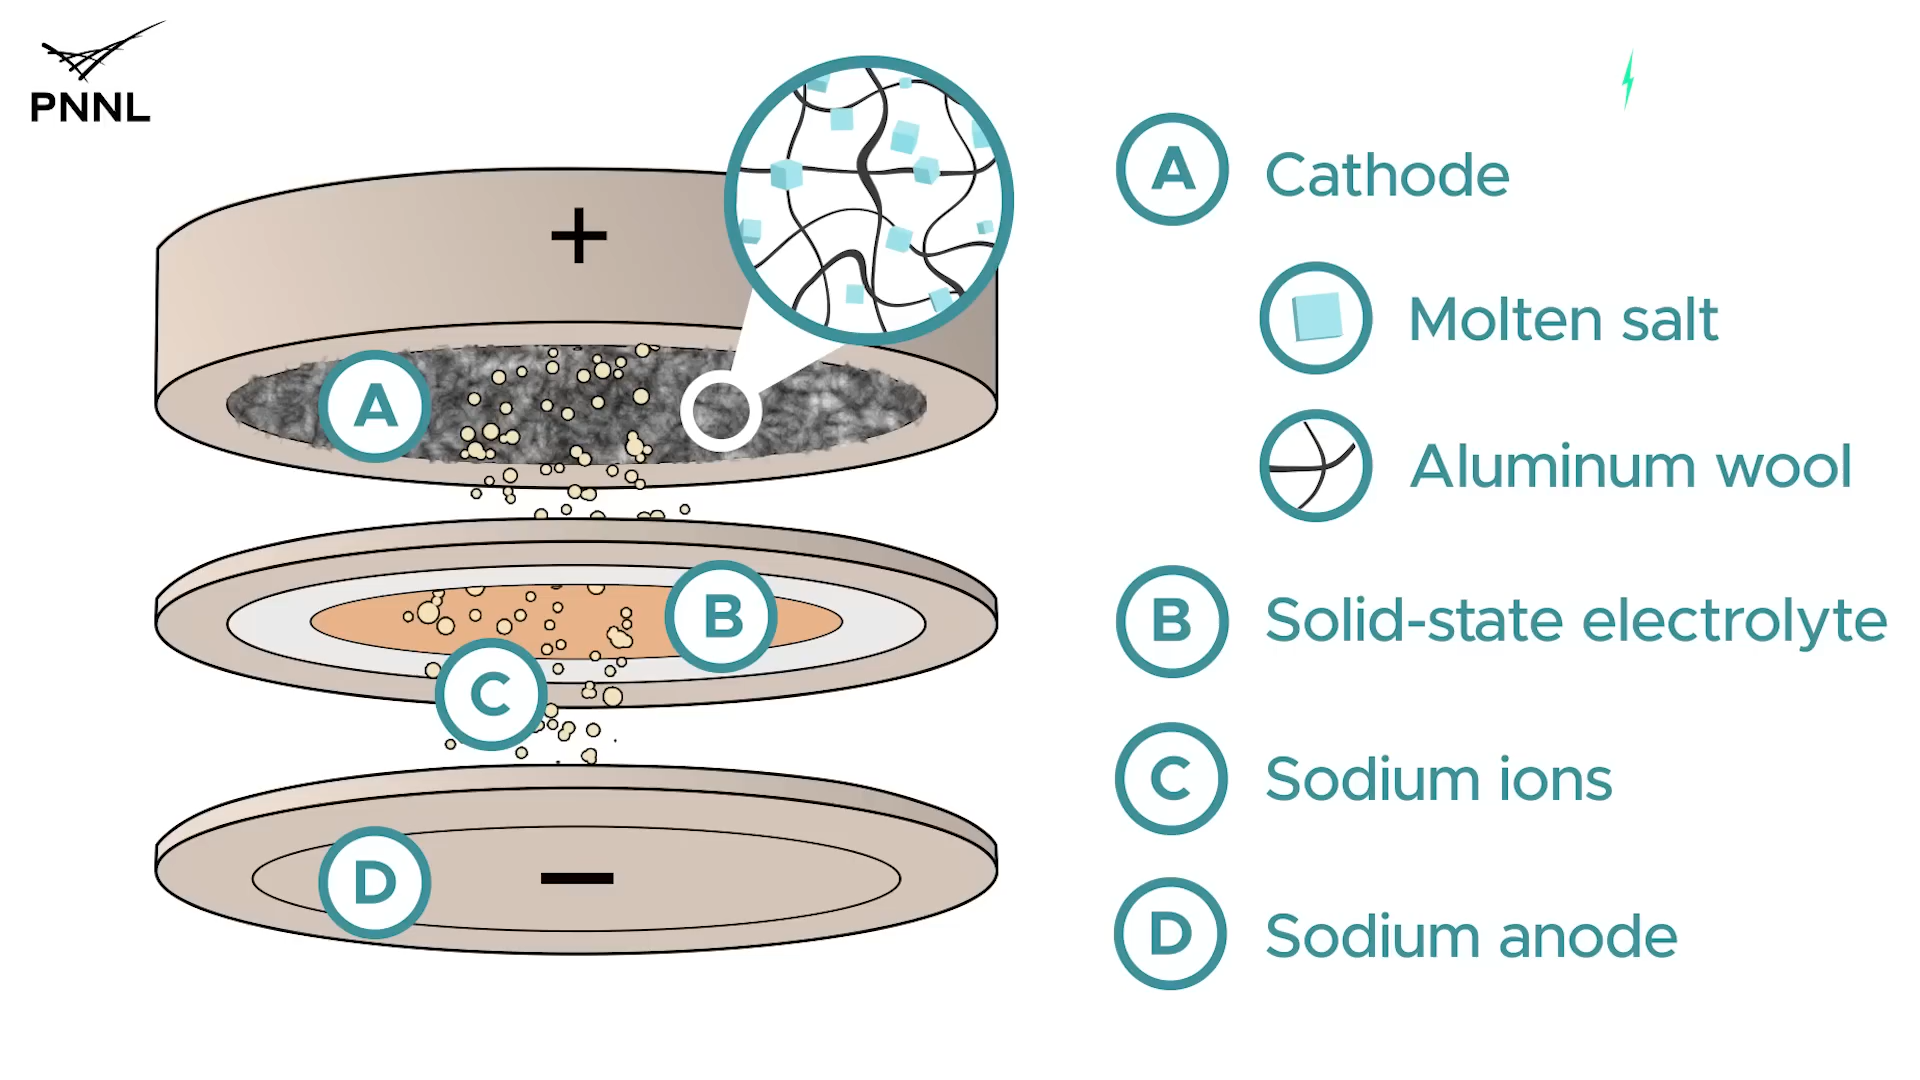 PNNL
+
A
B
C
D
−
A Cathode
Molten salt
Aluminum wool
B Solid-state electrolyte
C Sodium ions
D Sodium anode